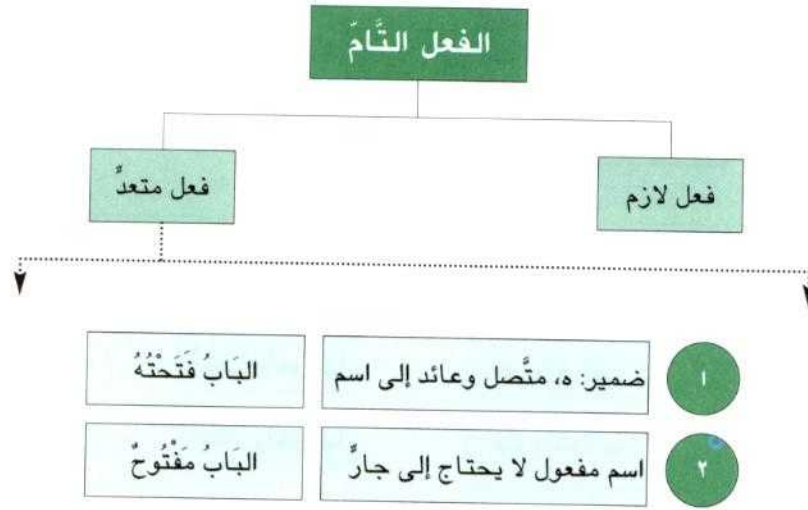 الفعل التَّامّ
فعل لازم
فعل متعدٍّ
١ ضمير: ه، متَّصل وعائد إلى اسم البَابُ فَتَحْتُهُ
٢ اسم مفعول لا يحتاج إلى جارٍّ البَابُ مَفْتُوحٌ